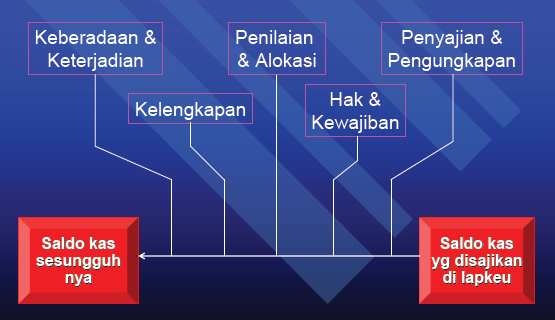 Keberadaan &
Keterjadian
Penilaian
& Alokasi
Penyajian &
Pengungkapan
Kelengkapan
Hak &
Kewajiban
Saldo kas
sesungguh
nya
Saldo kas
yg disajikan
di lapkeu